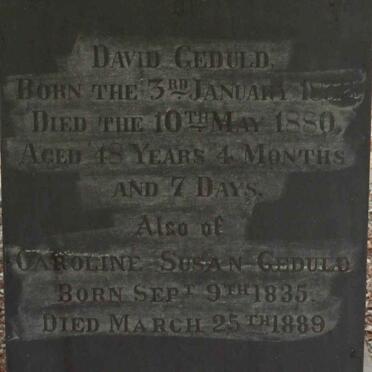 DAVID GEDULD,
BORN THE 3RD JANUARY
DIED THE 10TH MAY 1880,
AGED 48 YEARS 4 MONTHS
AND 7 DAYS.
Also of
CAROLINE SUSAN GEDULD
BORN SEPT 9TH 1835.
DIED MARCH 25TH 1889